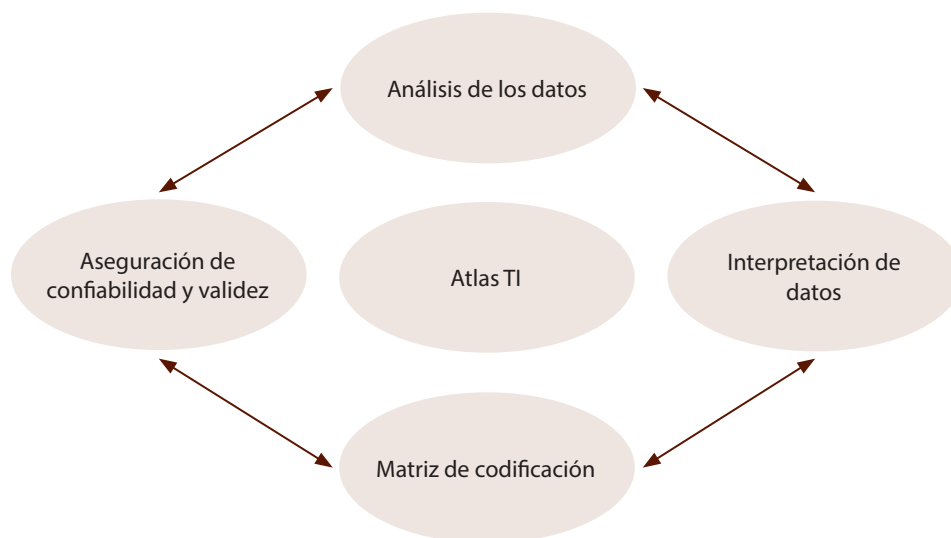 Análisis de los datos
Aseguración de
confiabilidad y validez
Atlas TI
Interpretación de
datos
Matriz de codificación